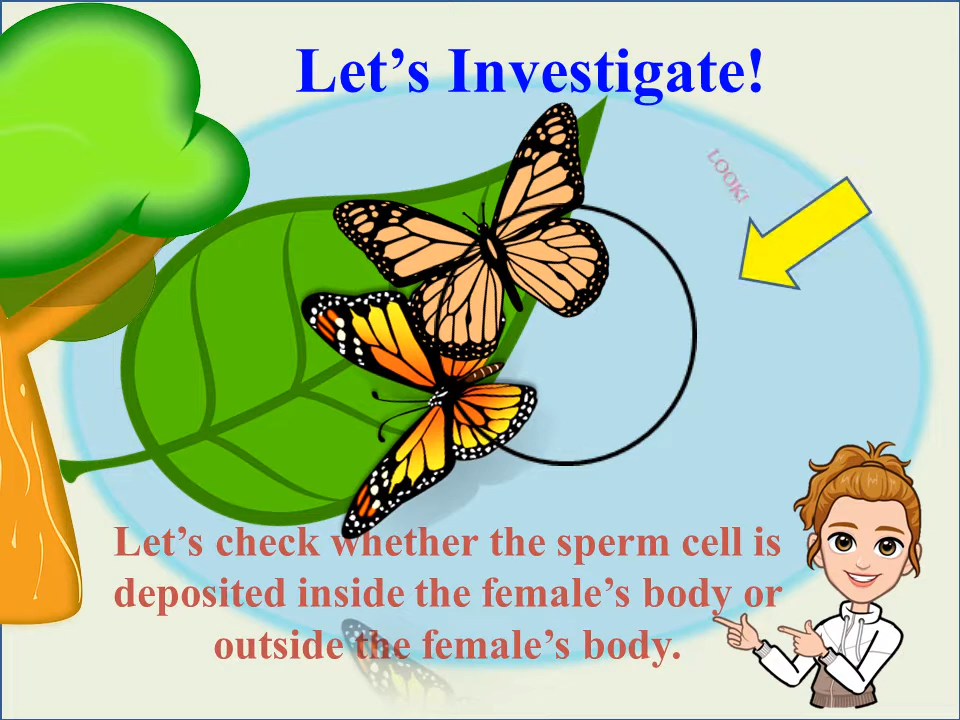 Let’s Investigate!
LOOK!
Let’s check whether the sperm cell is
deposited inside the female’s body or
outside the female’s body.